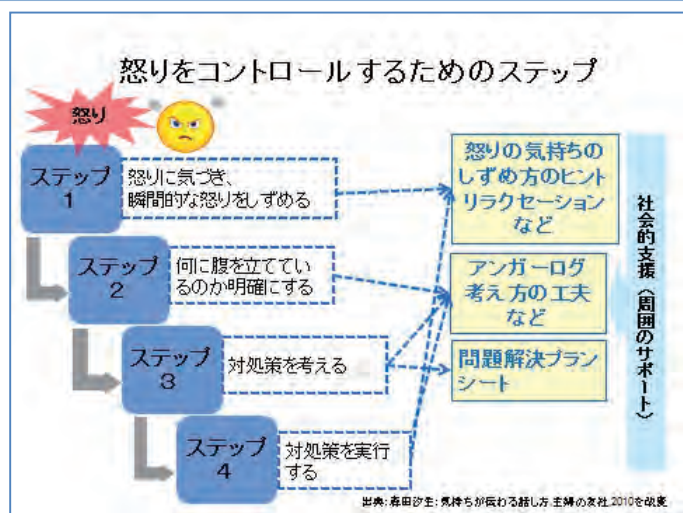 怒りをコントロールするためのステップ
怒り
ステップ
1
怒りに気づき、
瞬間的な怒りをしずめる
ステップ
2
何に腹を立ててい
るのか明確にする
ステップ
3
対処策を考える
ステップ
4
対処策を実行
する
怒りの気持ちの
しずめ方のヒント
リラクセーション
など
アンガーログ
考え方の工夫
など
問題解決プラン
シート
社会的支援（周囲のサポート）
出典：森田汐生：気持ちが伝わる話し方.主婦の友社,2010を改変